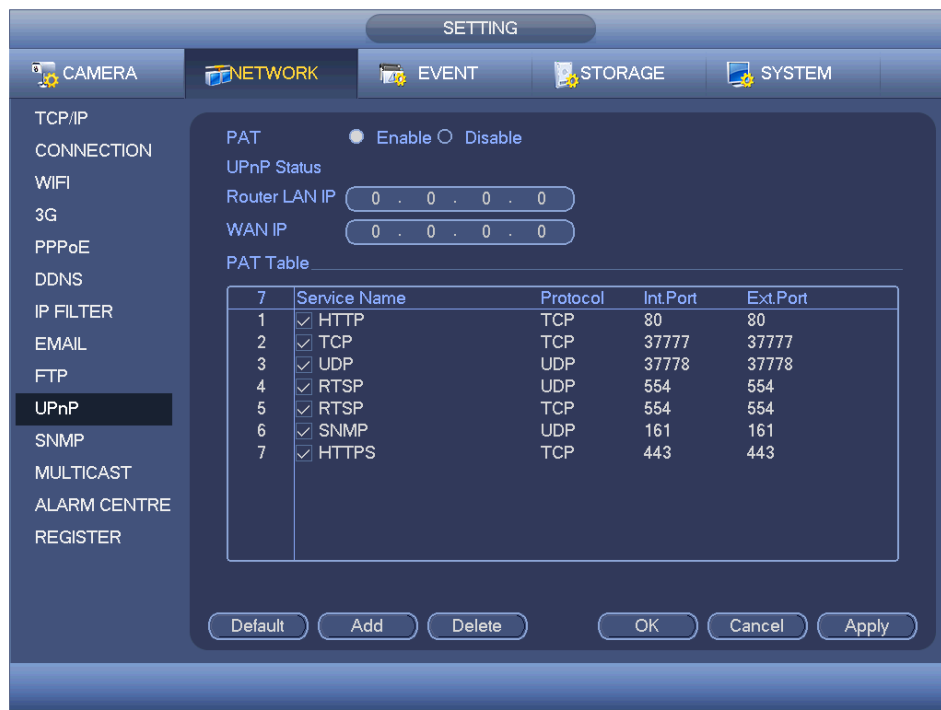 SETTING
CAMERA NETWORK EVENT STORAGE SYSTEM
TCP/IP
CONNECTION
WIFI
3G
PPPoE
DDNS
IP FILTER
EMAIL
FTP
UPnP
SNMP
MULTICAST
ALARM CENTRE
REGISTER
PAT Enable Disable
UPnP Status
Router LAN IP 0 . 0 . 0 . 0
WAN IP 0 . 0 . 0 . 0
PAT Table
7 Service Name Protocol Int.Port Ext.Port
1 HTTP TCP 80 80
2 TCP TCP 37777 37777
3 UDP UDP 37778 37778
4 RTSP UDP 554 554
5 RTSP TCP 554 554
6 SNMP UDP 161 161
7 HTTPS TCP 443 443
Default Add Delete OK Cancel Apply